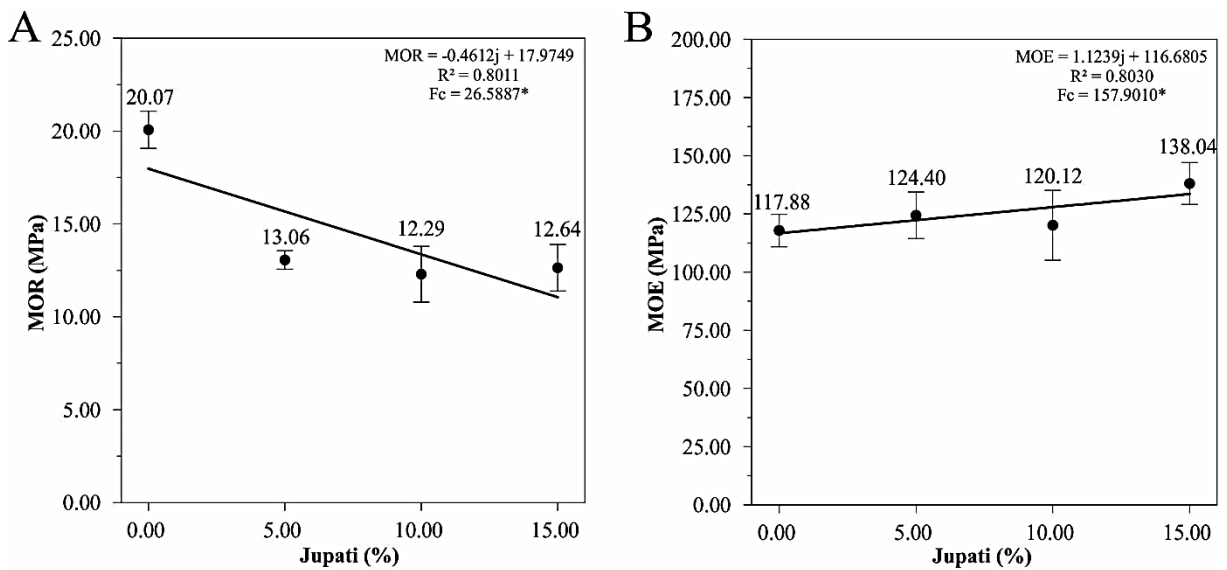 A
MOR = -0.4612j + 17.9749
R² = 0.8011
Fc = 26.5887*
25.00
20.00
15.00
10.00
5.00
0.00
MOR (MPa)
20.07
13.06
12.29
12.64
0.00 5.00 10.00 15.00
Jupati (%)
B
MOE = 1.1239j + 116.6805
R² = 0.8030
Fc = 157.9010*
200.00
175.00
150.00
125.00
100.00
75.00
50.00
25.00
0.00
MOE (MPa)
117.88
124.40
120.12
138.04
0.00 5.00 10.00 15.00
Jupati (%)